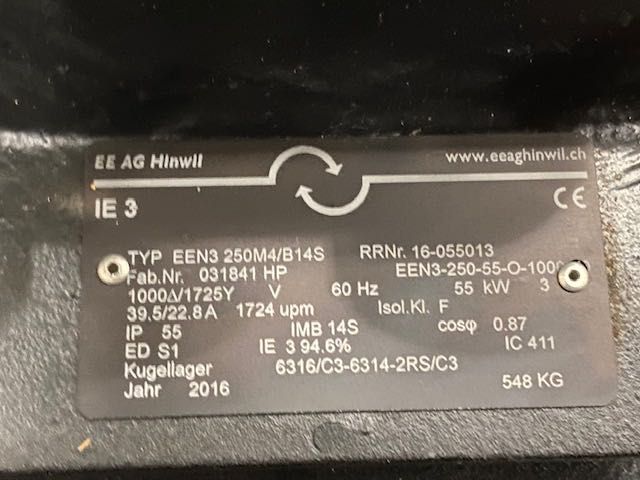 EE AG Hinwil www.eeaghinwil.ch
IE 3 CE
TYP EEN3 250M4/B14S RRNr. 16-055013
Fab.Nr. 031841 HP EEN3-250-55-O-100
1000Δ/1725Y V 60 Hz 55 kW 3
39.5/22.8 A 1724 upm Isol.Kl. F
IP 55 IMB 14S cosφ 0.87
ED S1 IE 3 94.6% IC 411
Kugellager 6316/C3-6314-2RS/C3
Jahr 2016 548 KG